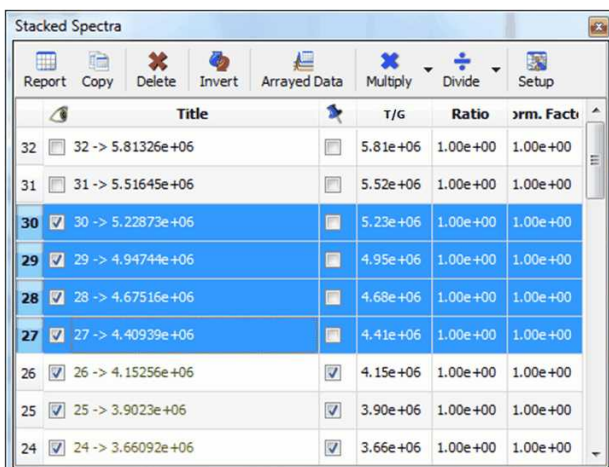 Stacked Spectra
Report Copy Delete Invert Arrayed Data Multiply Divide Setup
Title T/G Ratio orm. Facto
32 32 -> 5.81326e+06 5.81e+06 1.00e+00 1.00e+00
31 31 -> 5.51645e+06 5.52e+06 1.00e+00 1.00e+00
30 30 -> 5.22873e+06 5.23e+06 1.00e+00 1.00e+00
29 29 -> 4.94744e+06 4.95e+06 1.00e+00 1.00e+00
28 28 -> 4.67516e+06 4.68e+06 1.00e+00 1.00e+00
27 27 -> 4.40939e+06 4.41e+06 1.00e+00 1.00e+00
26 26 -> 4.15256e+06 4.15e+06 1.00e+00 1.00e+00
25 25 -> 3.9023e+06 3.90e+06 1.00e+00 1.00e+00
24 24 -> 3.66092e+06 3.66e+06 1.00e+00 1.00e+00